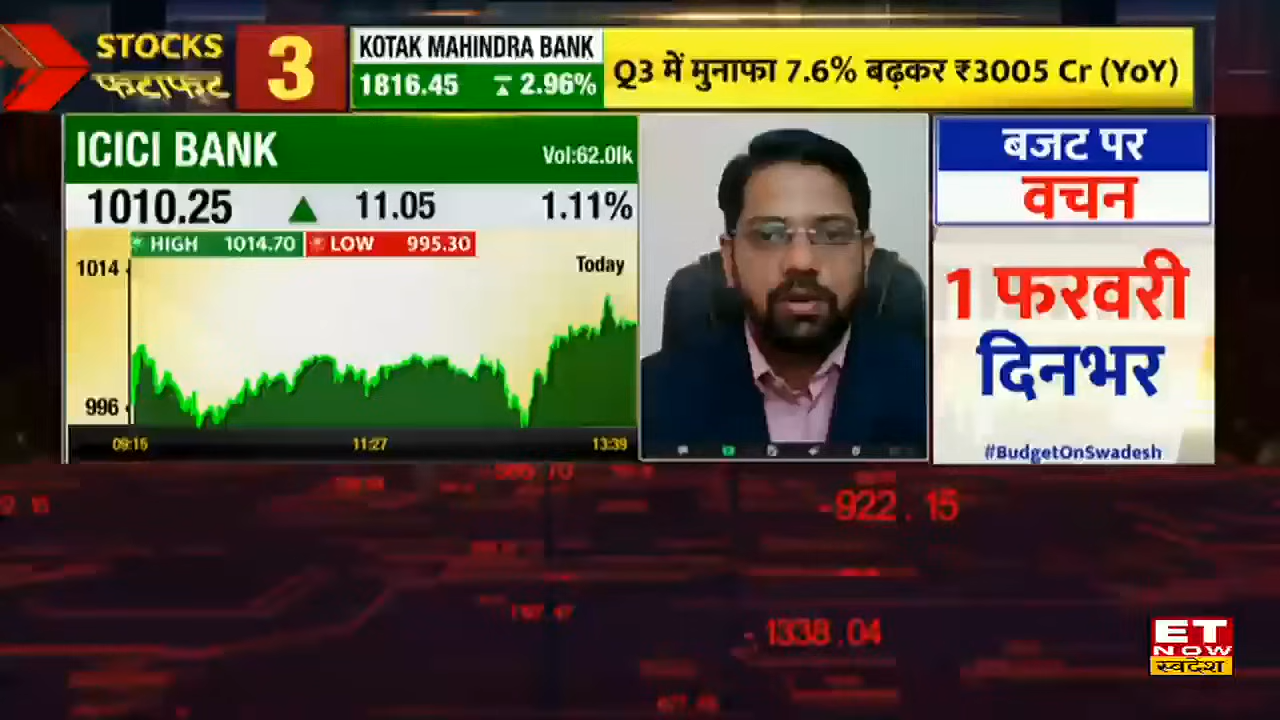 STOCKS
फटाफट
3
KOTAK MAHINDRA BANK
1816.45 2.96%
Q3 में मुनाफा 7.6% बढ़कर ₹3005 Cr (YoY)
ICICI BANK
Vol:62.0lk
1010.25 ▲ 11.05 1.11%
HIGH 1014.70 LOW 995.30
1014
Today
996
09:15 11:27 13:39
बजट पर
वचन
1 फरवरी
दिनभर
#BudgetOnSwadesh
-922.15
-1338.04
ET
NOW
स्वदेश